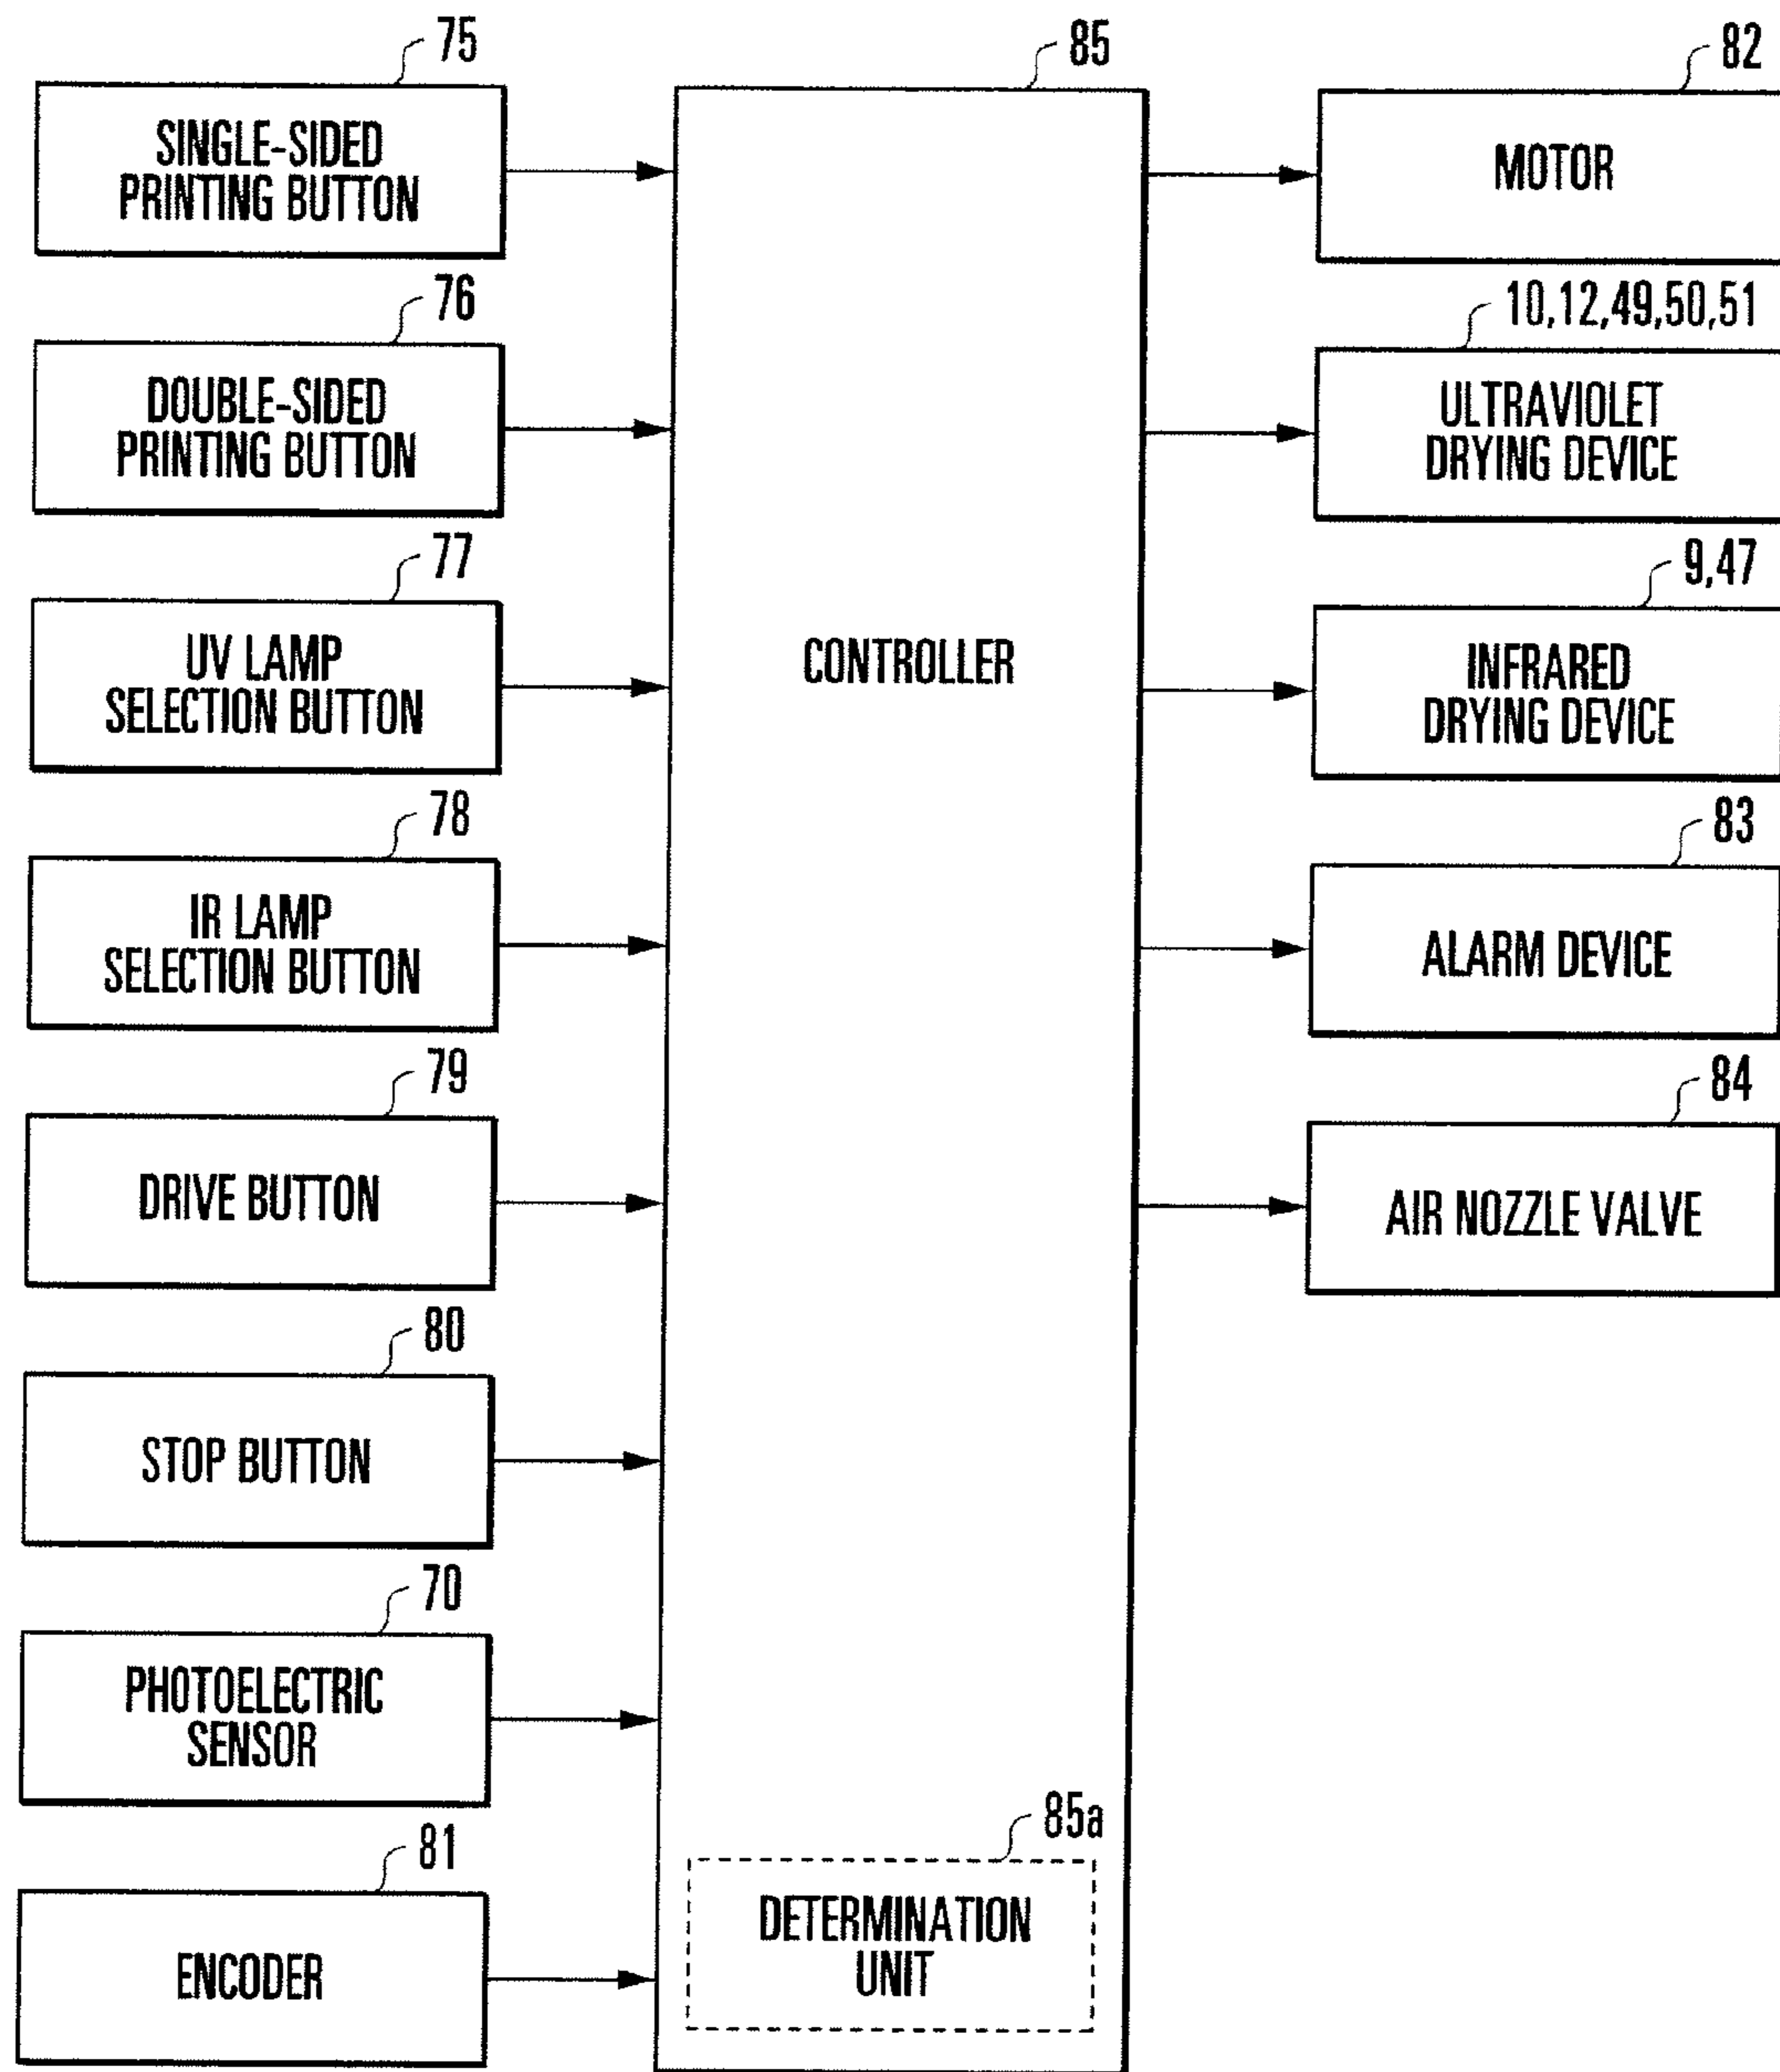 75
SINGLE-SIDED
PRINTING BUTTON
76
DOUBLE-SIDED
PRINTING BUTTON
77
UV LAMP
SELECTION BUTTON
78
IR LAMP
SELECTION BUTTON
79
DRIVE BUTTON
80
STOP BUTTON
70
PHOTOELECTRIC
SENSOR
81
ENCODER
85
CONTROLLER
85a
DETERMINATION
UNIT
82
MOTOR
10,12,49,50,51
ULTRAVIOLET
DRYING DEVICE
9,47
INFRARED
DRYING DEVICE
83
ALARM DEVICE
84
AIR NOZZLE VALVE